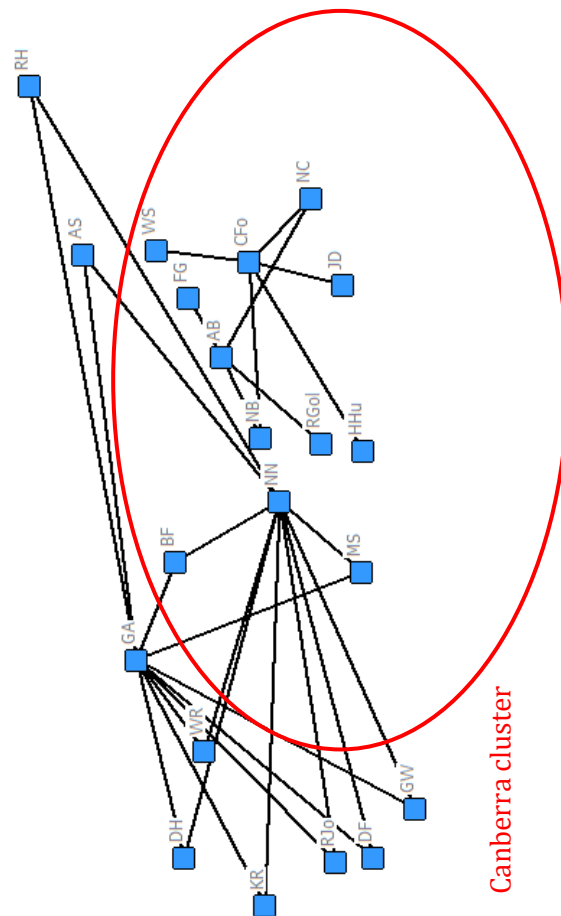 RH
AS
WS
NC
CFo
FG
JD
AB
NB
RGol
HHu
NN
BF
MS
GA
WR
DH
GW
RJo
DF
KR
Canberra cluster